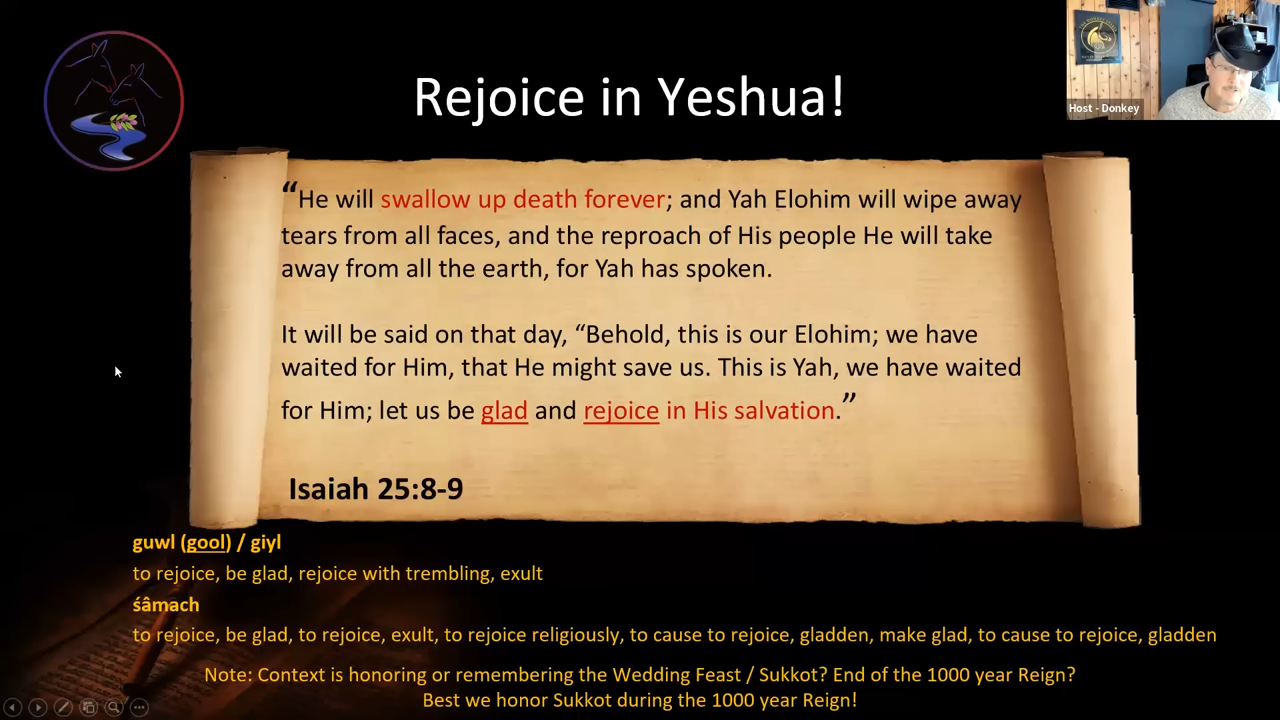 Rejoice in Yeshua!
Host - Donkey
“He will swallow up death forever; and Yah Elohim will wipe away
tears from all faces, and the reproach of His people He will take
away from all the earth, for Yah has spoken.
It will be said on that day, “Behold, this is our Elohim; we have
waited for Him, that He might save us. This is Yah, we have waited
for Him; let us be glad and rejoice in His salvation.”
Isaiah 25:8-9
guwl (gool) / giyl
to rejoice, be glad, rejoice with trembling, exult
śâmach
to rejoice, be glad, to rejoice, exult, to rejoice religiously, to cause to rejoice, gladden, make glad, to cause to rejoice, gladden
Note: Context is honoring or remembering the Wedding Feast / Sukkot? End of the 1000 year Reign?
Best we honor Sukkot during the 1000 year Reign!